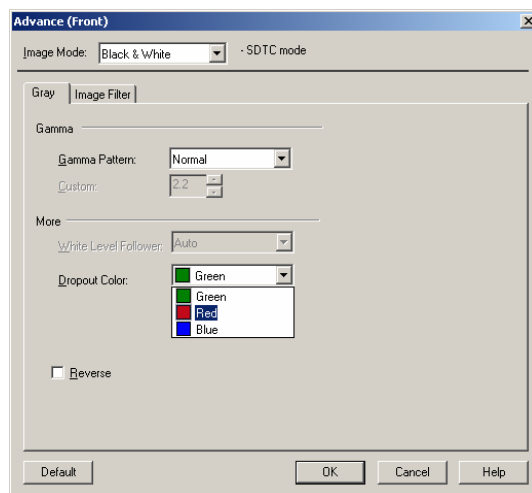 Advance (Front)
Image Mode: Black & White - SDTC mode
Gray Image Filter
Gamma
Gamma Pattern: Normal
Custom: 2.2
More
White Level Follower: Auto
Dropout Color: Green
Green
Red
Blue
Reverse
Default OK Cancel Help